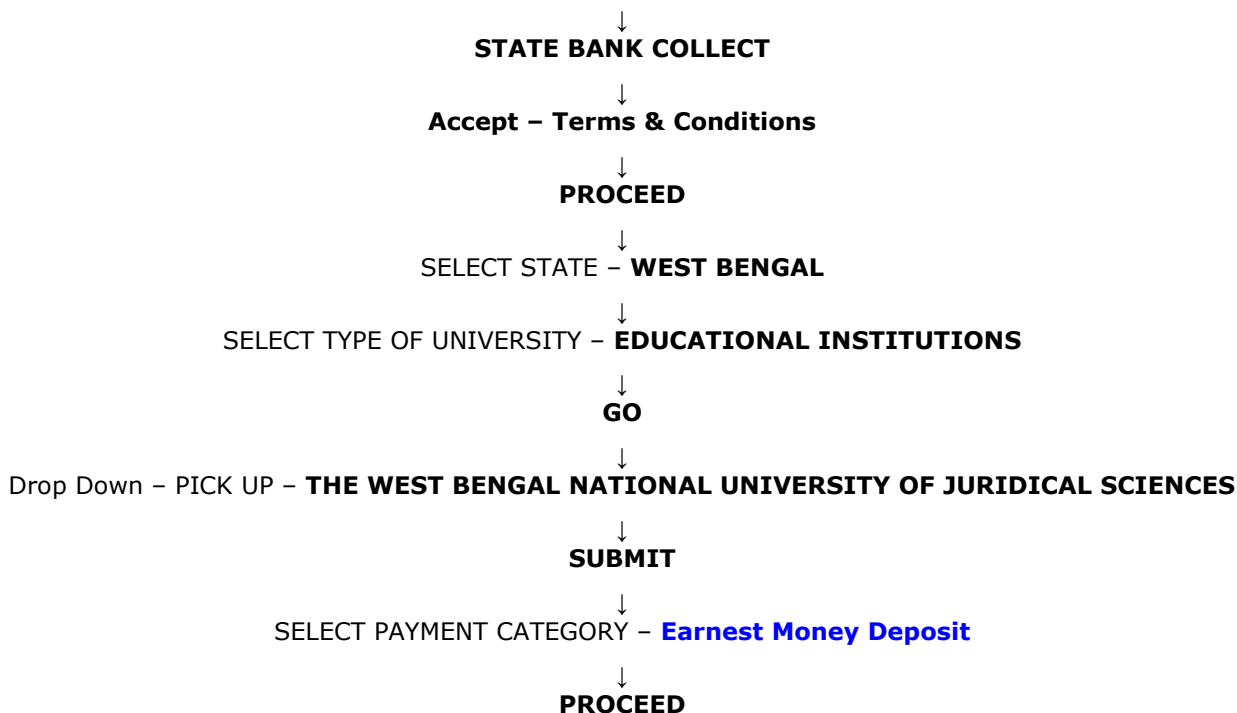 ↓
STATE BANK COLLECT
↓
Accept – Terms & Conditions
↓
PROCEED
↓
SELECT STATE – WEST BENGAL
↓
SELECT TYPE OF UNIVERSITY – EDUCATIONAL INSTITUTIONS
↓
GO
↓
Drop Down – PICK UP – THE WEST BENGAL NATIONAL UNIVERSITY OF JURIDICAL SCIENCES
↓
SUBMIT
↓
SELECT PAYMENT CATEGORY – Earnest Money Deposit
↓
PROCEED